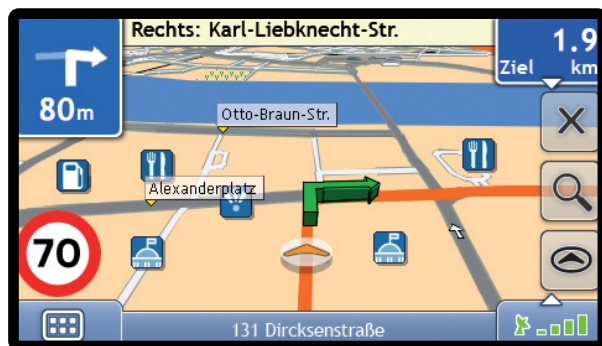 Rechts: Karl-Liebknecht-Str.
80m
1.9
Ziel km
Otto-Braun-Str.
Alexanderplatz
70
131 Dircksenstraße